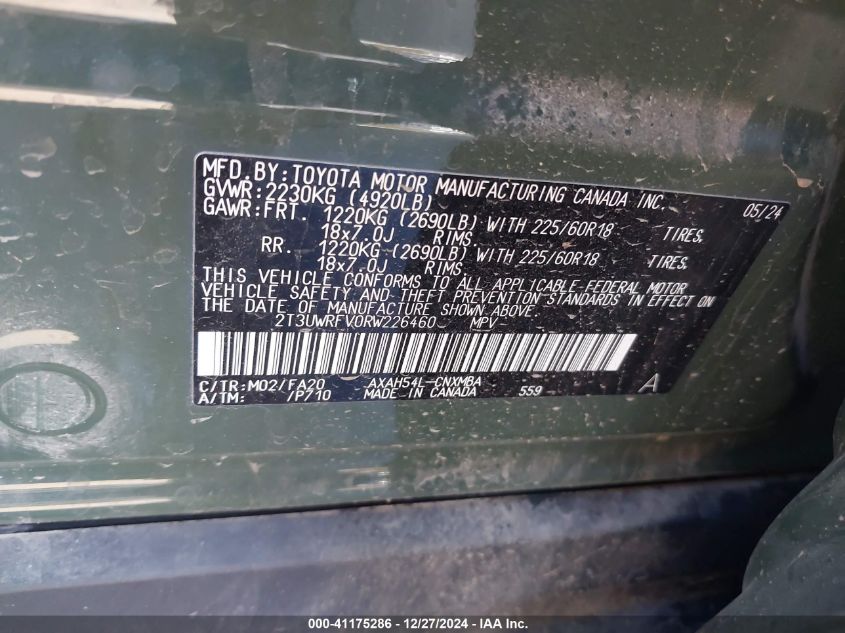 MFD. BY: TOYOTA MOTOR MANUFACTURING CANADA INC. 05/24
GVWR: 2230KG (4920LB)
GAWR: FRT. 1220KG (2690LB) WITH 225/60R18 TIRES,
18x7.0J RIMS,
RR. 1220KG (2690LB) WITH 225/60R18 TIRES,
18x7.0J RIMS,
THIS VEHICLE CONFORMS TO ALL APPLICABLE FEDERAL MOTOR
VEHICLE SAFETY AND THEFT PREVENTION STANDARDS IN EFFECT ON
THE DATE OF MANUFACTURE SHOWN ABOVE.
2T3UWRFV0RW226460 MPV
C/TR: M02/FA20 AXAH54L-CNXMBA 559 A
A/TM: /P710 MADE IN CANADA
000-41175286 - 12/27/2024 - IAA Inc.